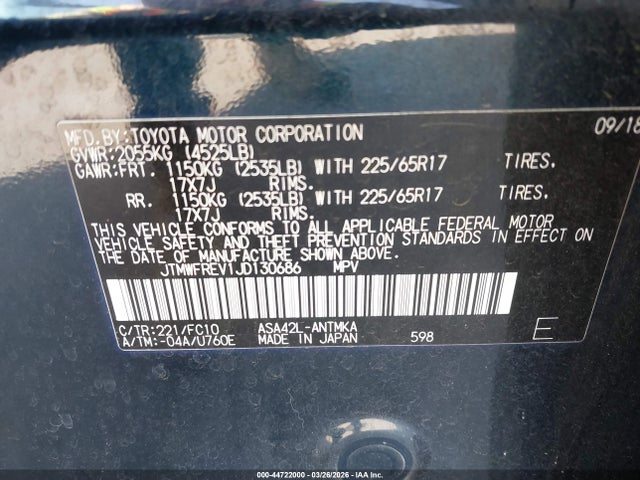 MFD.BY:TOYOTA MOTOR CORPORATION 09/18
GVWR:2055KG (4525LB)
GAWR:FRT. 1150KG (2535LB) WITH 225/65R17 TIRES.
17X7J RIMS.
RR. 1150KG (2535LB) WITH 225/65R17 TIRES.
17X7J RIMS.
THIS VEHICLE CONFORMS TO ALL APPLICABLE FEDERAL MOTOR
VEHICLE SAFETY AND THEFT PREVENTION STANDARDS IN EFFECT ON
THE DATE OF MANUFACTURE SHOWN ABOVE.
JTMWFREV1JD130686 MPV
C/TR:221/FC10 ASA42L-ANTMKA
A/TM:-04A/U760E MADE IN JAPAN 598 E
000-44722000 | 03/26/2026 | IAA Inc.